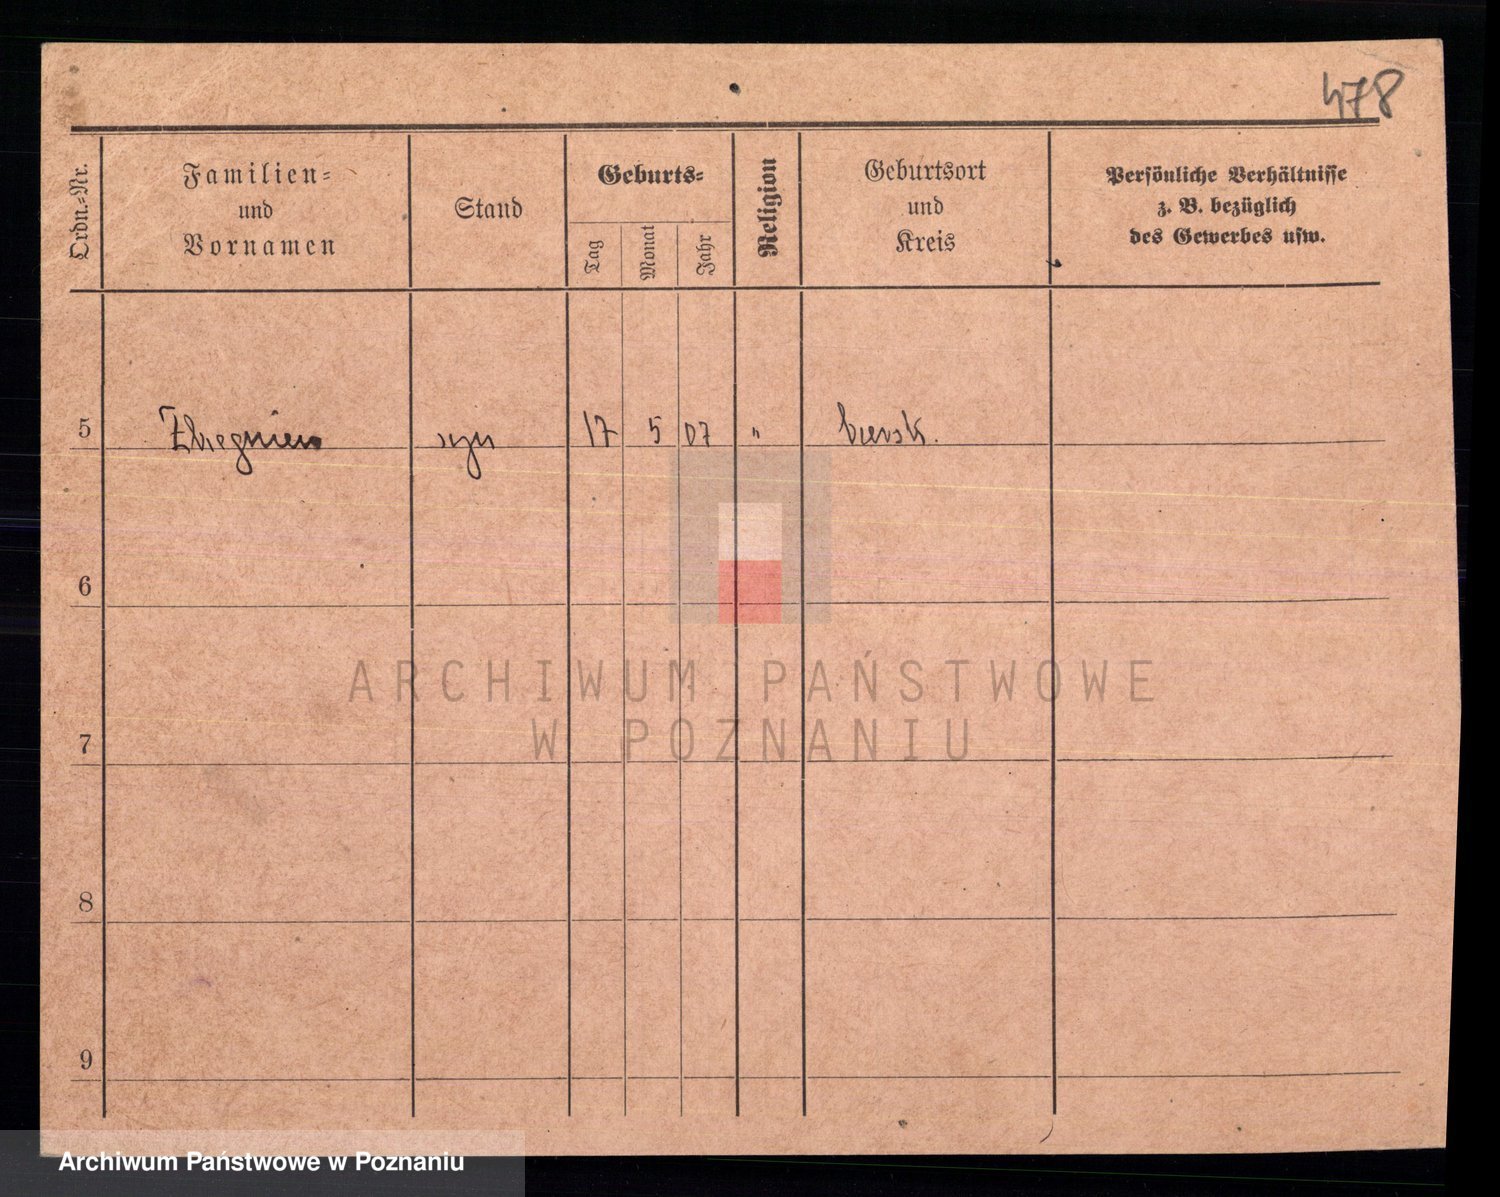 478
Ordn.-Nr.
Familien-
und
Vornamen
Stand
Geburts-
Tag
Monat
Jahr
Religion
Geburtsort
und
Kreis
Persönliche Verhältnisse
z. B. bezüglich
des Gewerbes usw.
5 Zbigniew syn 17 5 07 "
6
ARCHIWUM PAŃSTWOWE
W POZNANIU
7
8
9
Archiwum Państwowe w Poznaniu